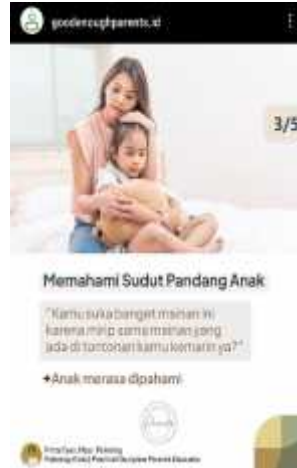 goodenoughparents.id
3/5
Memahami Sudut Pandang Anak
"Kamu suka banget mainan ini
karena mirip sama mainan yang
ada di tontonan kamu kemarin ya?"
+Anak merasa dipahami